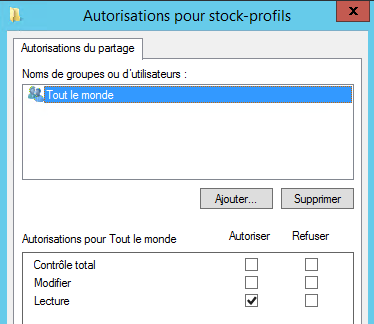 Autorisations pour stock-profils
x
Autorisations du partage
Noms de groupes ou d'utilisateurs :
Tout le monde
Ajouter... Supprimer
Autorisations pour Tout le monde Autoriser Refuser
Contrôle total
Modifier
Lecture